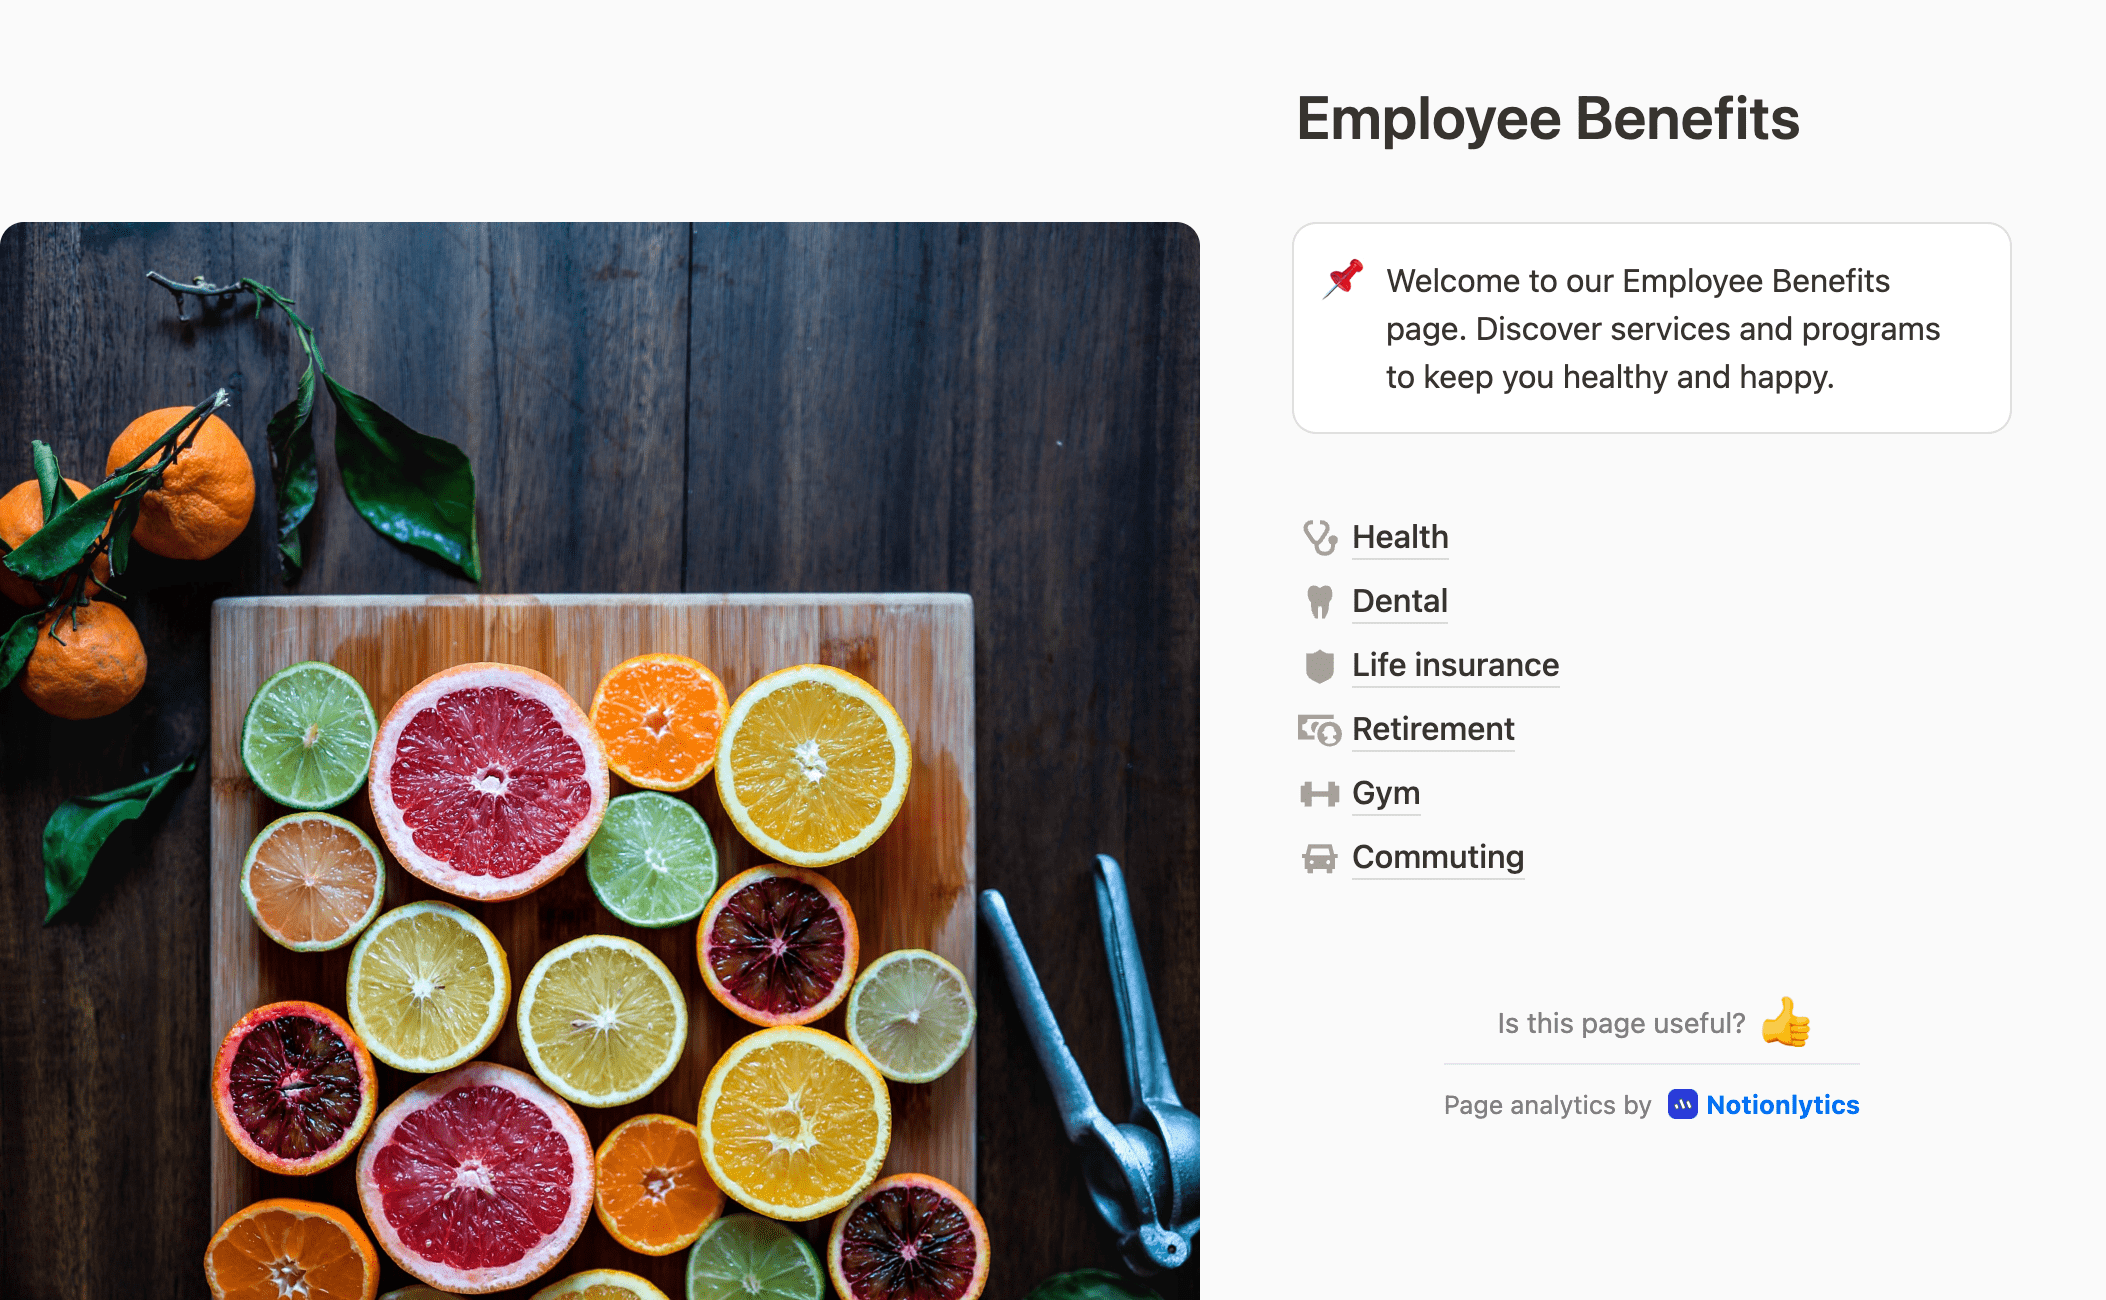 Employee Benefits
Welcome to our Employee Benefits
page. Discover services and programs
to keep you healthy and happy.
Health
Dental
Life insurance
Retirement
Gym
Commuting
Is this page useful?
Page analytics by Notionlytics